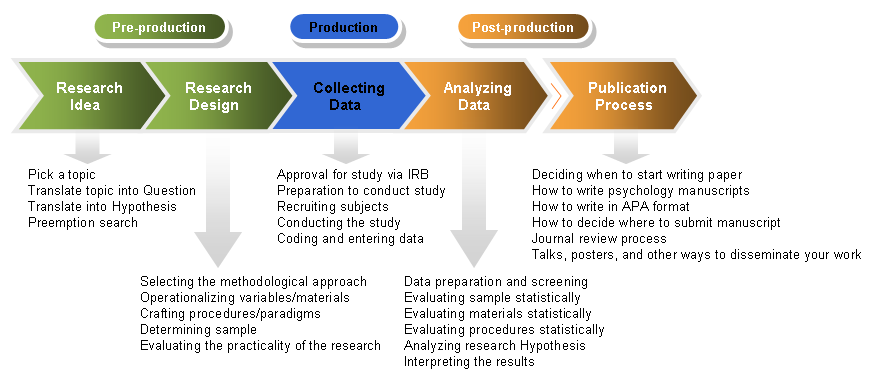 Pre-production
Production
Post-production
Research
Idea
Research
Design
Collecting
Data
Analyzing
Data
Publication
Process
Pick a topic
Translate topic into Question
Translate into Hypothesis
Preemption search
Approval for study via IRB
Preparation to conduct study
Recruiting subjects
Conducting the study
Coding and entering data
Deciding when to start writing paper
How to write psychology manuscripts
How to write in APA format
How to decide where to submit manuscript
Journal review process
Talks, posters, and other ways to disseminate your work
Selecting the methodological approach
Operationalizing variables/materials
Crafting procedures/paradigms
Determining sample
Evaluating the practicality of the research
Data preparation and screening
Evaluating sample statistically
Evaluating materials statistically
Evaluating procedures statistically
Analyzing research Hypothesis
Interpreting the results